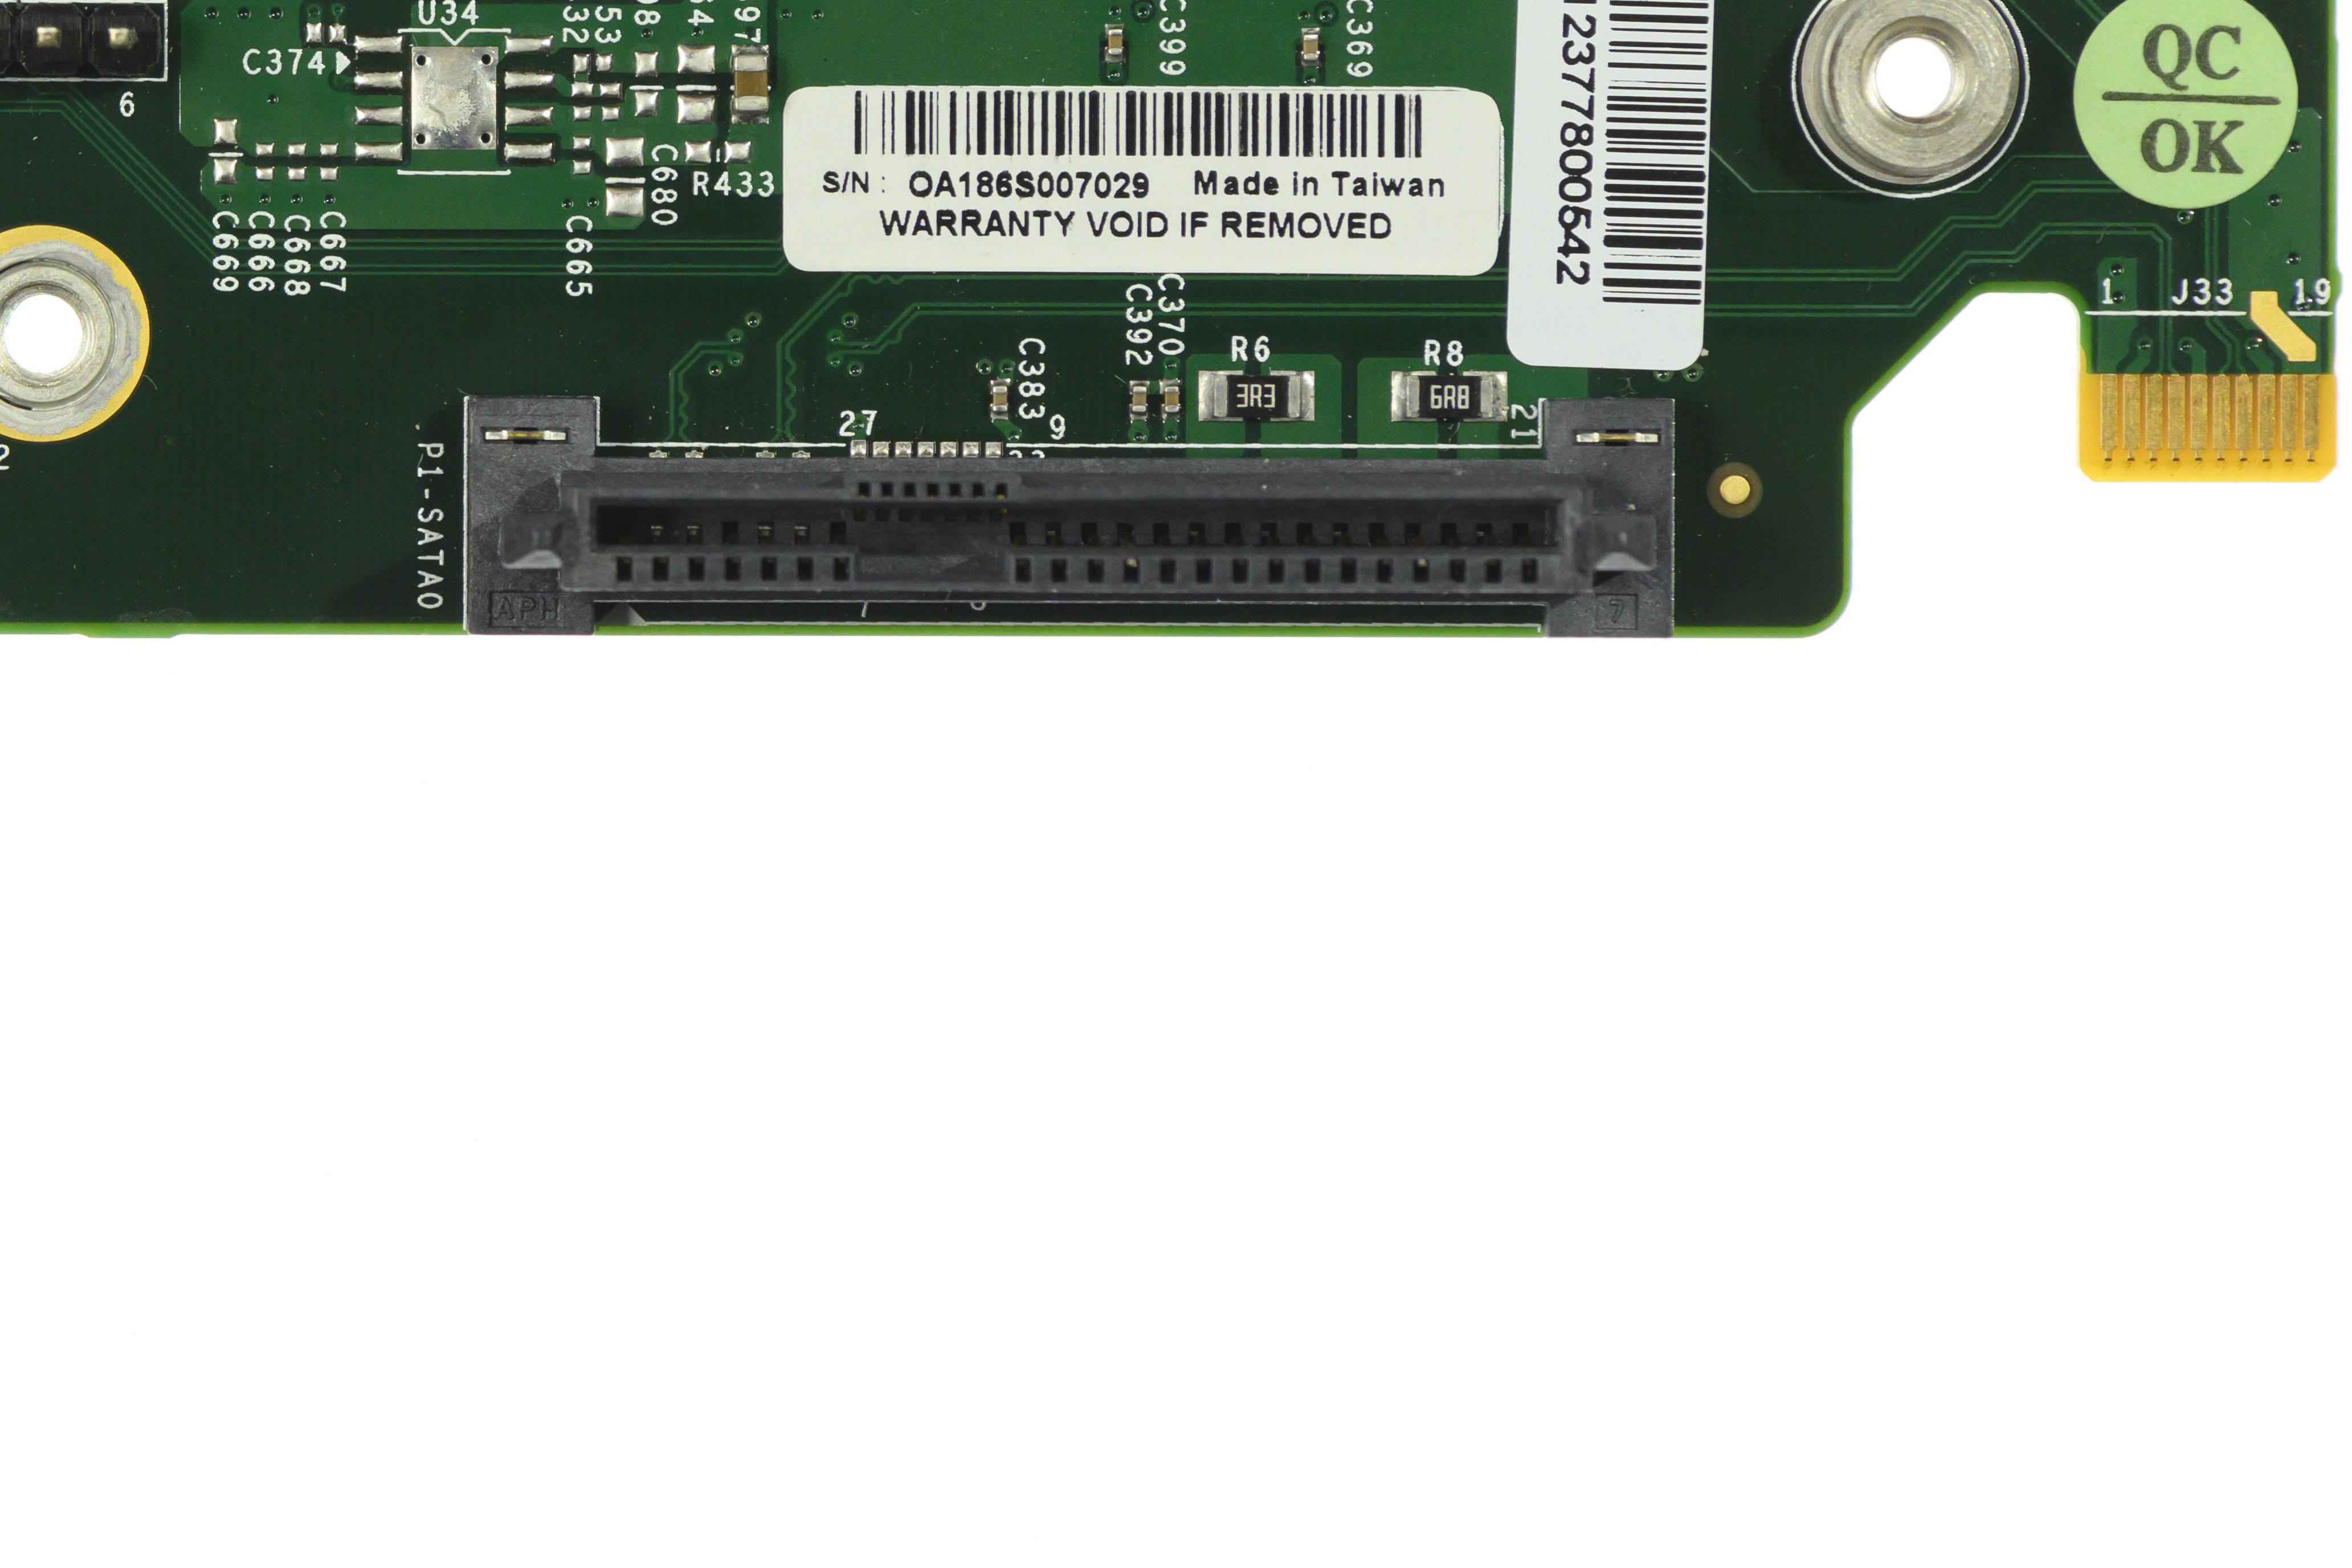 U34
C374
6
C399
C369
QC
OK
S/N : OA186S007029 Made in Taiwan
WARRANTY VOID IF REMOVED
C680
R433
C669
C666
C668
C667
C665
C392
C370
C383
R6
R8
3R3
6R8
1 J33 19
27
9
21
P1-SATA0
APH
7